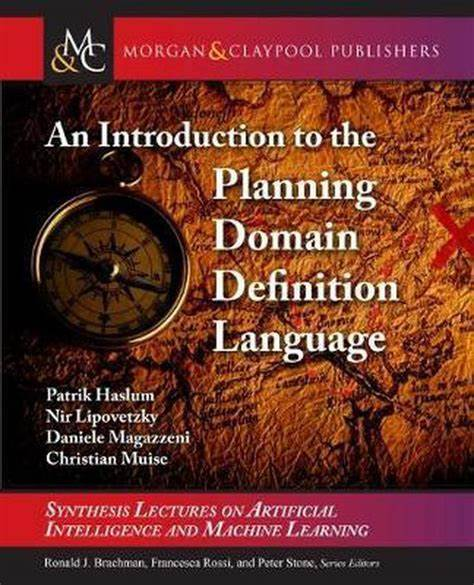 M&C MORGAN&CLAYPOOL PUBLISHERS
An Introduction to the
Planning
Domain
Definition
Language
Patrik Haslum
Nir Lipovetzky
Daniele Magazzeni
Christian Muise
SYNTHESIS LECTURES ON ARTIFICIAL
INTELLIGENCE AND MACHINE LEARNING
Ronald J. Brachman, Francesca Rossi, and Peter Stone, Series Editors